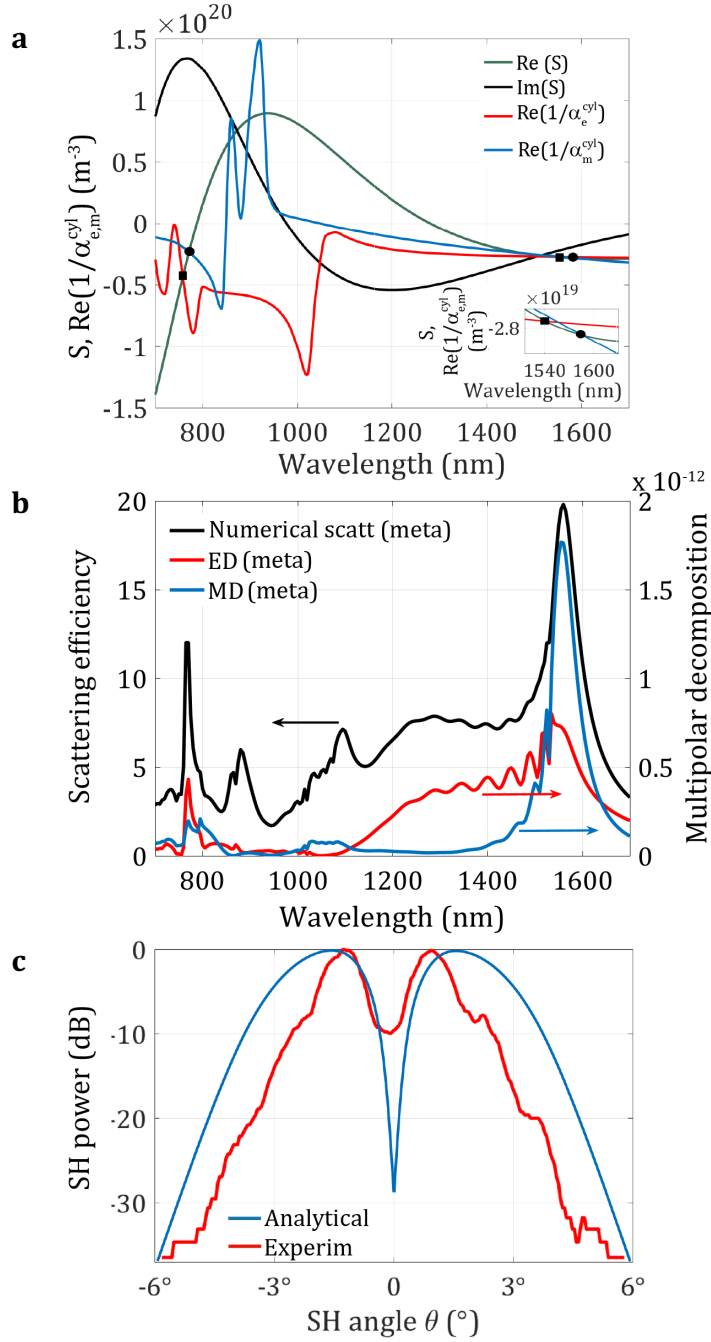 a
×10²⁰
1.5
1
0.5
0
-0.5
-1
-1.5
S, Re(1/α_{e,m}^{cyl}) (m⁻³)
Re (S)
Im(S)
Re(1/α_e^{cyl})
Re(1/α_m^{cyl})
×10¹⁹
S,
Re(1/α_{e,m}^{cyl})
(m⁻³)
-2.8
1540 1600
Wavelength (nm)
800 1000 1200 1400 1600
Wavelength (nm)
b
x 10⁻¹²
20
15
10
5
0
Scattering efficiency
Numerical scatt (meta)
ED (meta)
MD (meta)
2
1.5
1
0.5
0
Multipolar decomposition
800 1000 1200 1400 1600
Wavelength (nm)
c
0
-10
-20
-30
SH power (dB)
Analytical
Experim
-6° -3° 0 3° 6°
SH angle θ (°)